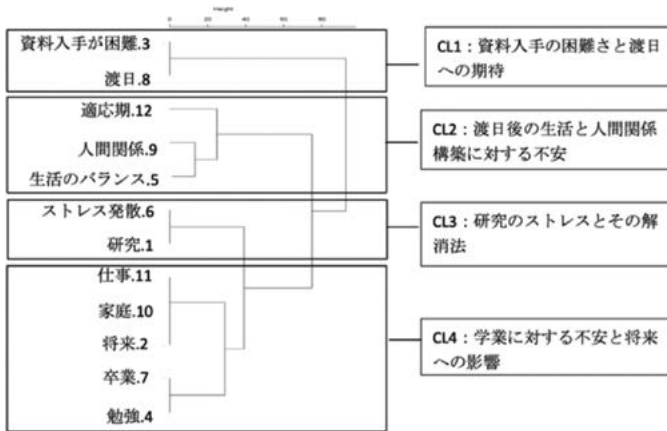 Height
0 20 40 60 80
資料入手が困難.3
渡日.8
適応期.12
人間関係.9
生活のバランス.5
ストレス発散.6
研究.1
仕事.11
家庭.10
将来.2
卒業.7
勉強.4
CL1：資料入手の困難さと渡日
への期待
CL2：渡日後の生活と人間関係
構築に対する不安
CL3：研究のストレスとその解
消法
CL4：学業に対する不安と将来
への影響